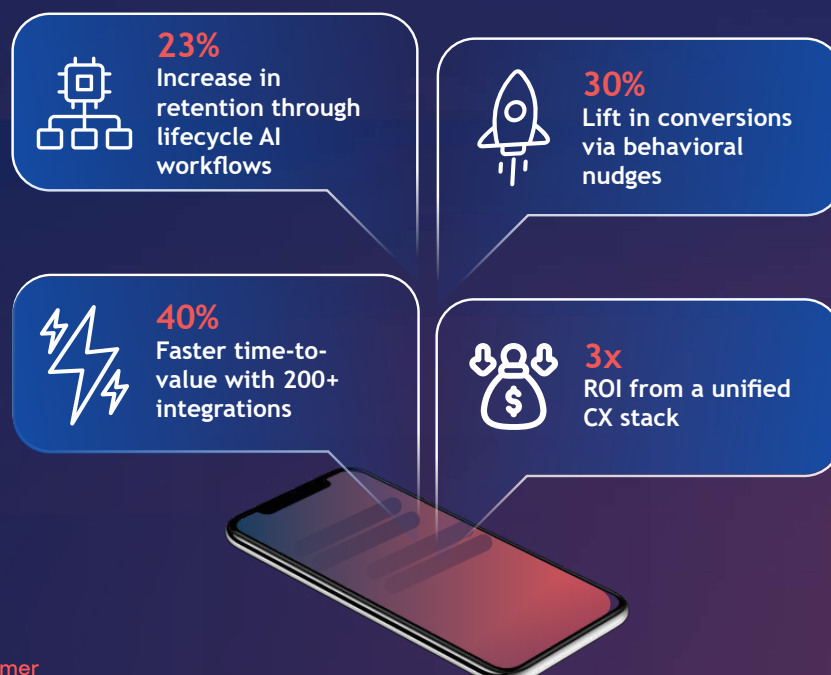 23%
Increase in
retention through
lifecycle AI
workflows
30%
Lift in conversions
via behavioral
nudges
40%
Faster time-to-
value with 200+
integrations
$
3x
ROI from a unified
CX stack